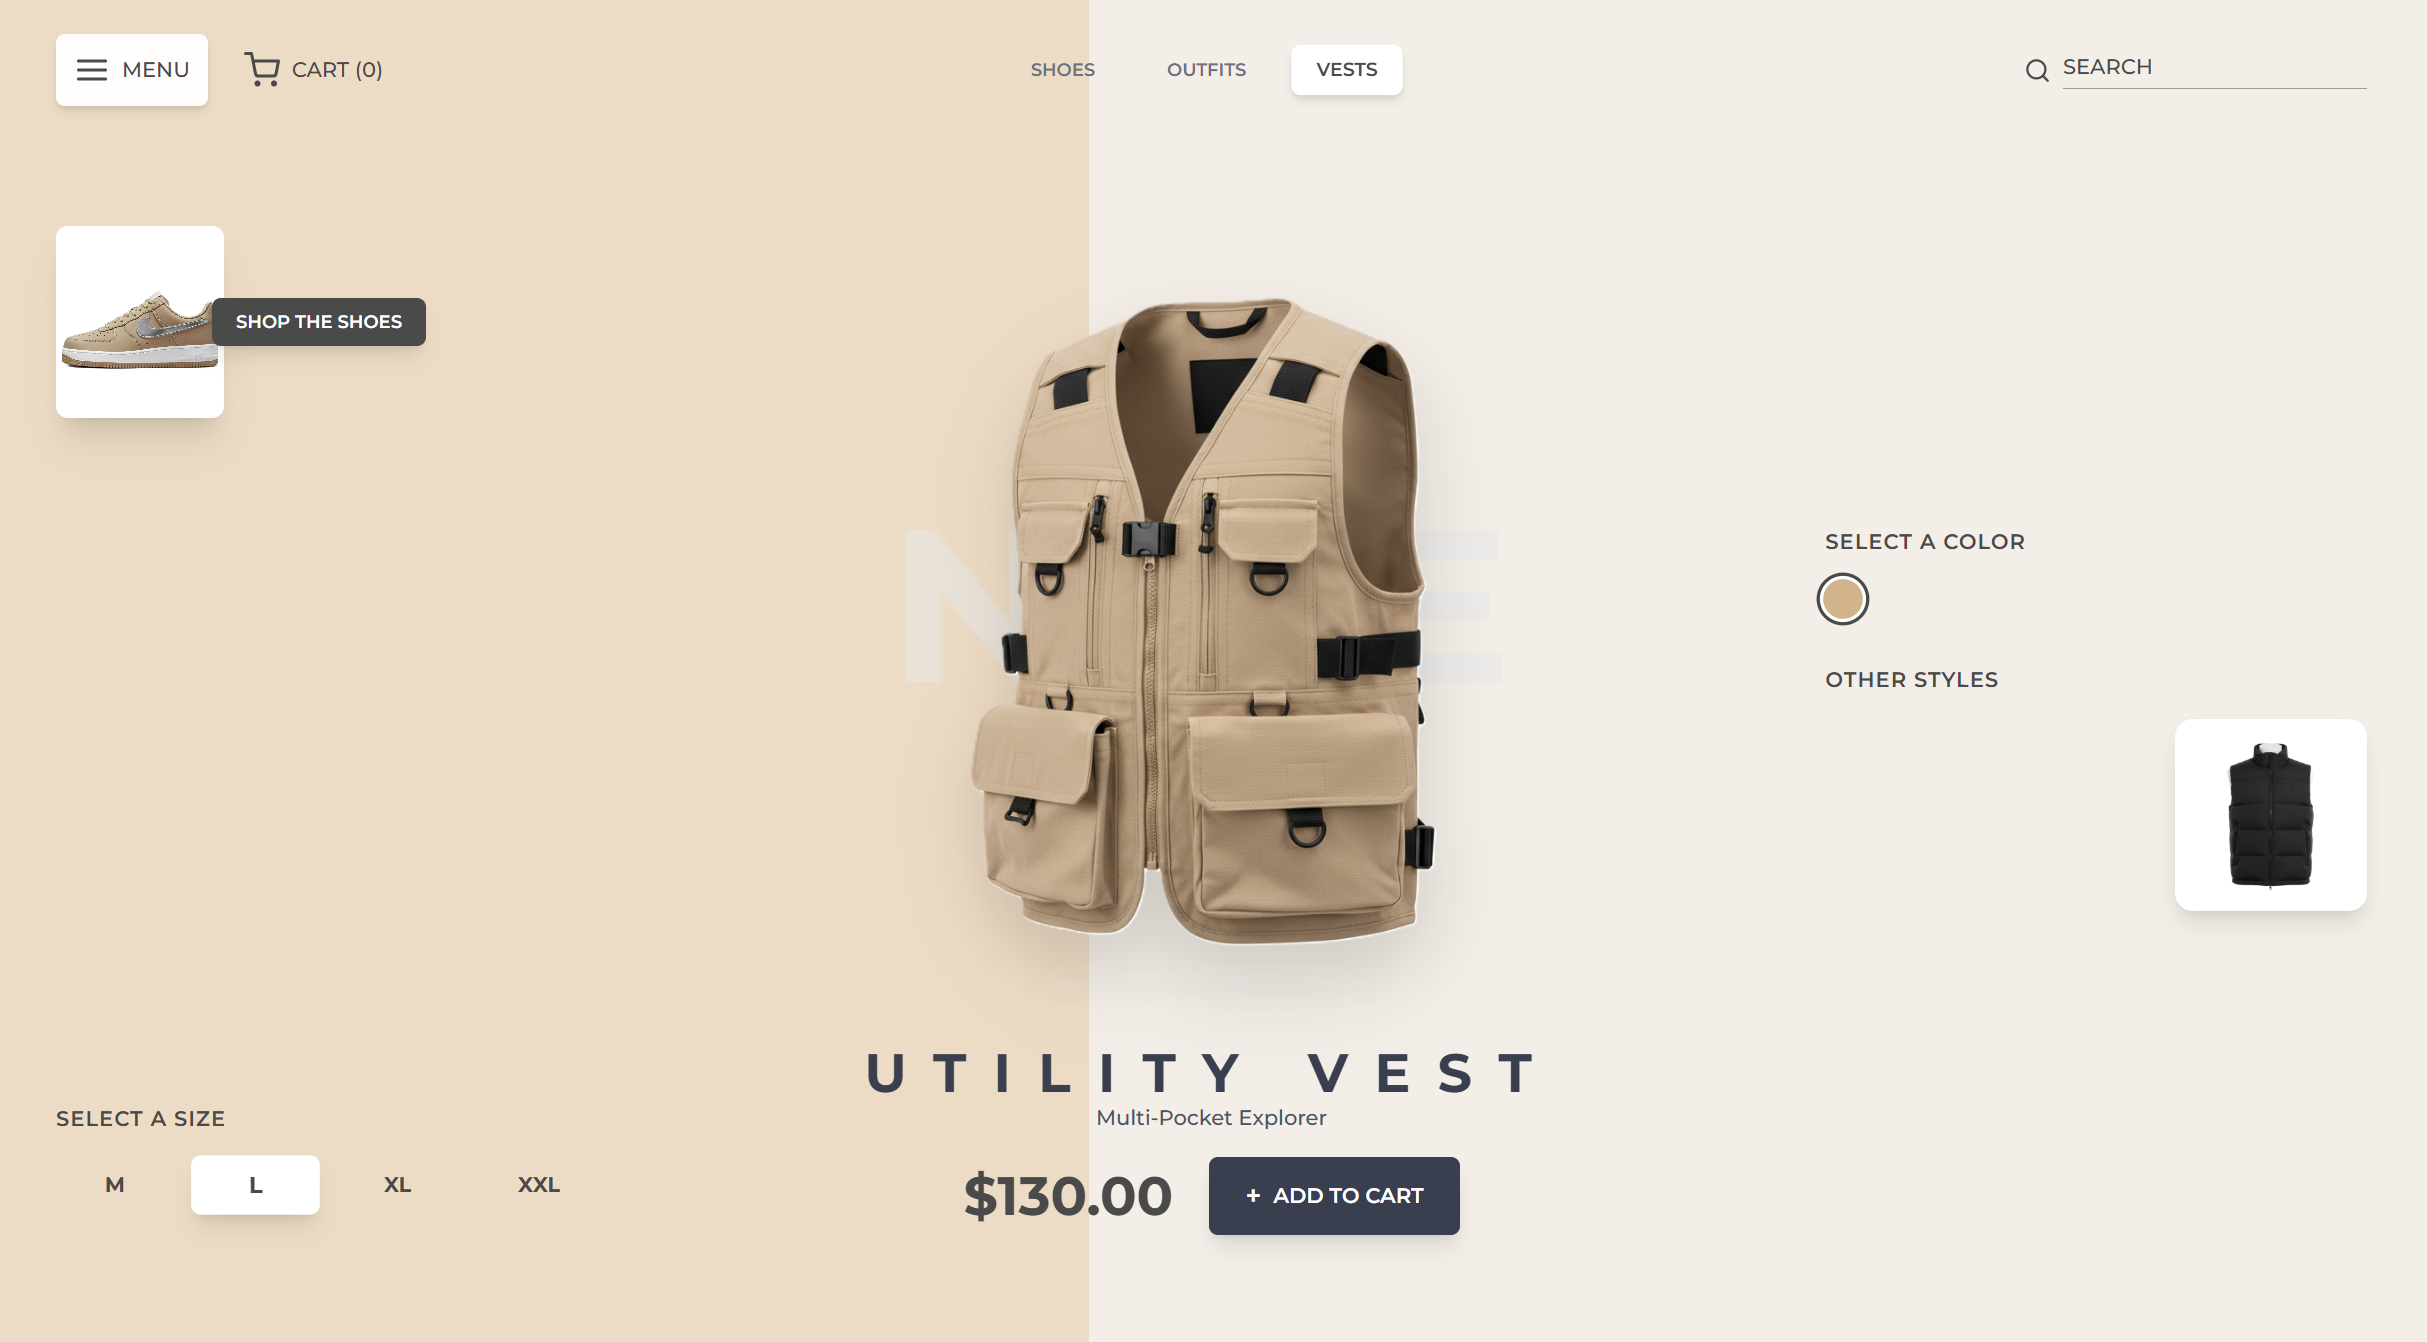 MENU
CART (0)
SHOES
OUTFITS
VESTS
SEARCH
SHOP THE SHOES
SELECT A COLOR
OTHER STYLES
UTILITY VEST
Multi-Pocket Explorer
SELECT A SIZE
M
L
XL
XXL
$130.00
+ ADD TO CART